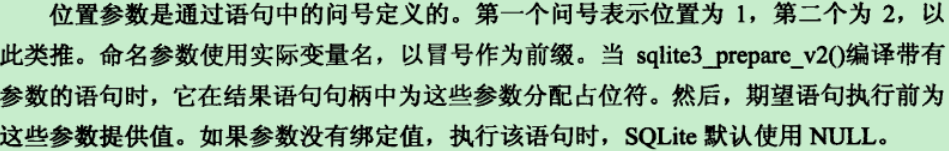 位置参数是通过语句中的问号定义的。第一个问号表示位置为 1，第二个为 2，以
此类推。命名参数使用实际变量名，以冒号作为前缀。当 sqlite3_prepare_v2()编译带有
参数的语句时，它在结果语句句柄中为这些参数分配占位符。然后，期望语句执行前为
这些参数提供值。如果参数没有绑定值，执行该语句时，SQLite 默认使用 NULL。